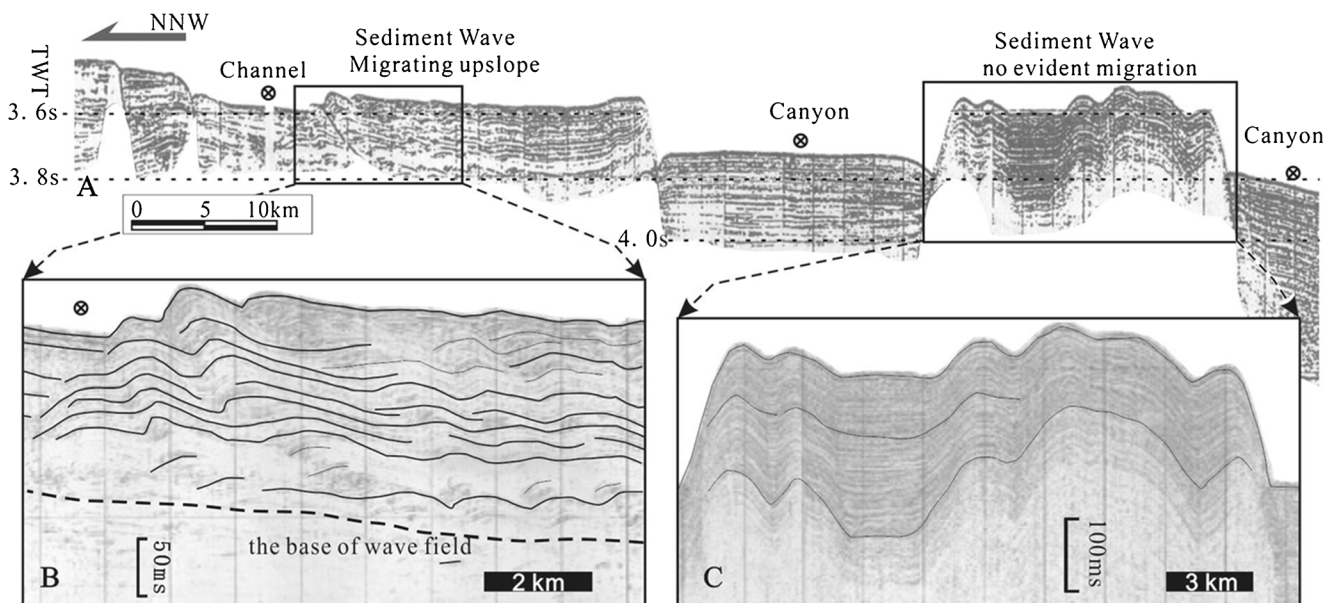 NNW
TWT
Sediment Wave
Migrating upslope
Sediment Wave
no evident migration
Channel
Canyon
Canyon
3.6s
3.8s
A
0 5 10km
4.0s
the base of wave field
50ms
B
2 km
100ms
C
3 km